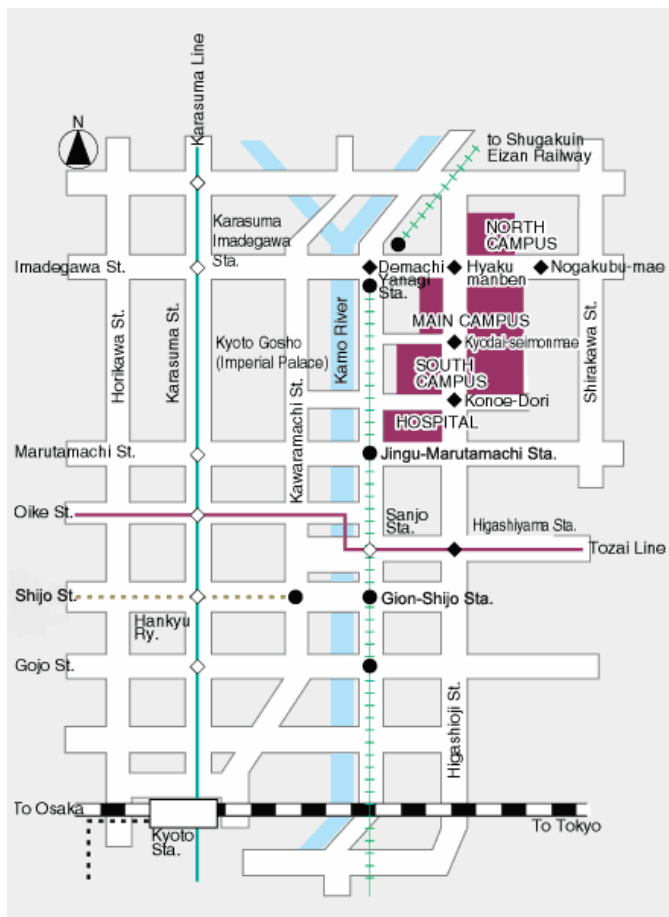 Karasuma Line
N
to Shugakuin
Eizan Railway
Karasuma
Imadegawa
Sta.
NORTH
CAMPUS
Imadegawa St.
Demachi
Yanagi
Sta.
Hyaku
manben
Nogakubu-mae
Horikawa St.
Karasuma St.
Kyoto Gosho
(Imperial Palace)
Kamo River
MAIN CAMPUS
Kyodai-seimonmae
SOUTH
CAMPUS
Shirakawa St.
Kawaramachi St.
Konoe-Dori
HOSPITAL
Marutamachi St.
Jingu-Marutamachi Sta.
Oike St.
Sanjo
Sta.
Higashiyama Sta.
Tozai Line
Shijo St.
Gion-Shijo Sta.
Hankyu
Ry.
Gojo St.
Higashioji St.
To Osaka
Kyoto
Sta.
To Tokyo